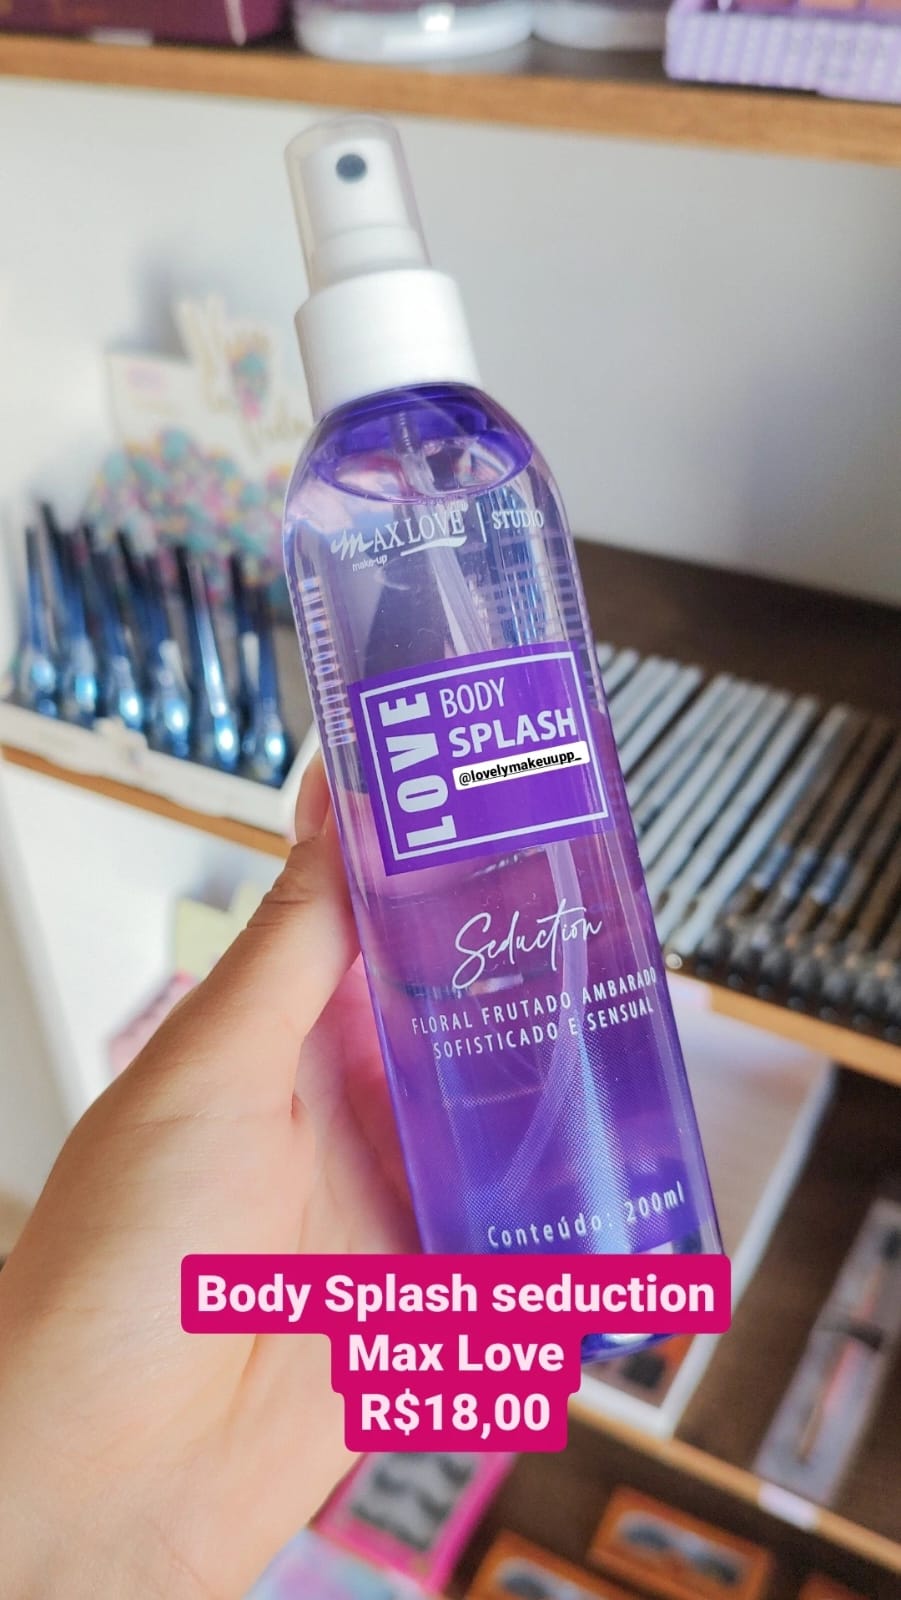 MAX LOVE | STUDIO
make-up
LOVE
BODY
SPLASH
@lovelymakeuupp_
Seduction
FLORAL FRUTADO AMBARADO
SOFISTICADO E SENSUAL
Conteúdo: 200ml
Body Splash seduction
Max Love
R$18,00